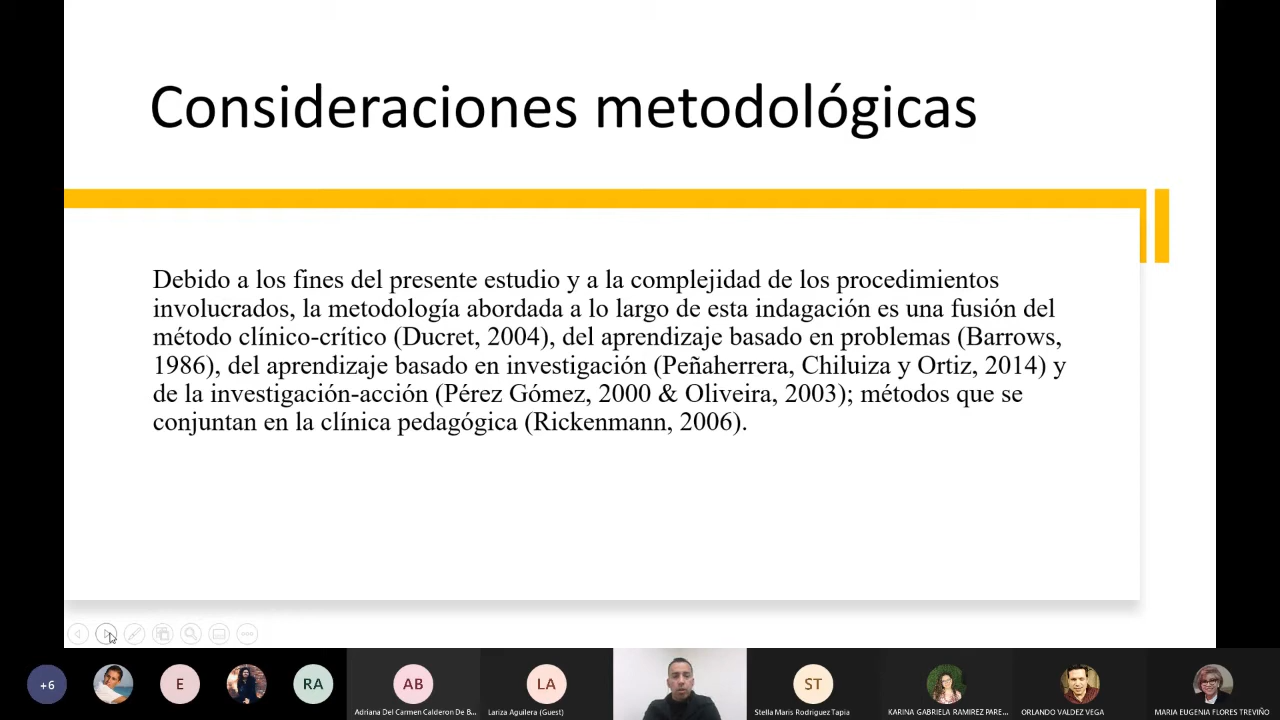 Consideraciones metodológicas
Debido a los fines del presente estudio y a la complejidad de los procedimientos
involucrados, la metodología abordada a lo largo de esta indagación es una fusión del
método clínico-crítico (Ducret, 2004), del aprendizaje basado en problemas (Barrows,
1986), del aprendizaje basado en investigación (Peñaherrera, Chiluiza y Ortiz, 2014) y
de la investigación-acción (Pérez Gómez, 2000 & Oliveira, 2003); métodos que se
conjuntan en la clínica pedagógica (Rickenmann, 2006).
+6
E
RA
AB
LA
ST
Adriana Del Carmen Calderon De B...
Lariza Aguilera (Guest)
Stella Maris Rodriguez Tapia
KARINA GABRIELA RAMIREZ PARE...
ORLANDO VALDEZ VEGA
MARIA EUGENIA FLORES TREVIÑO